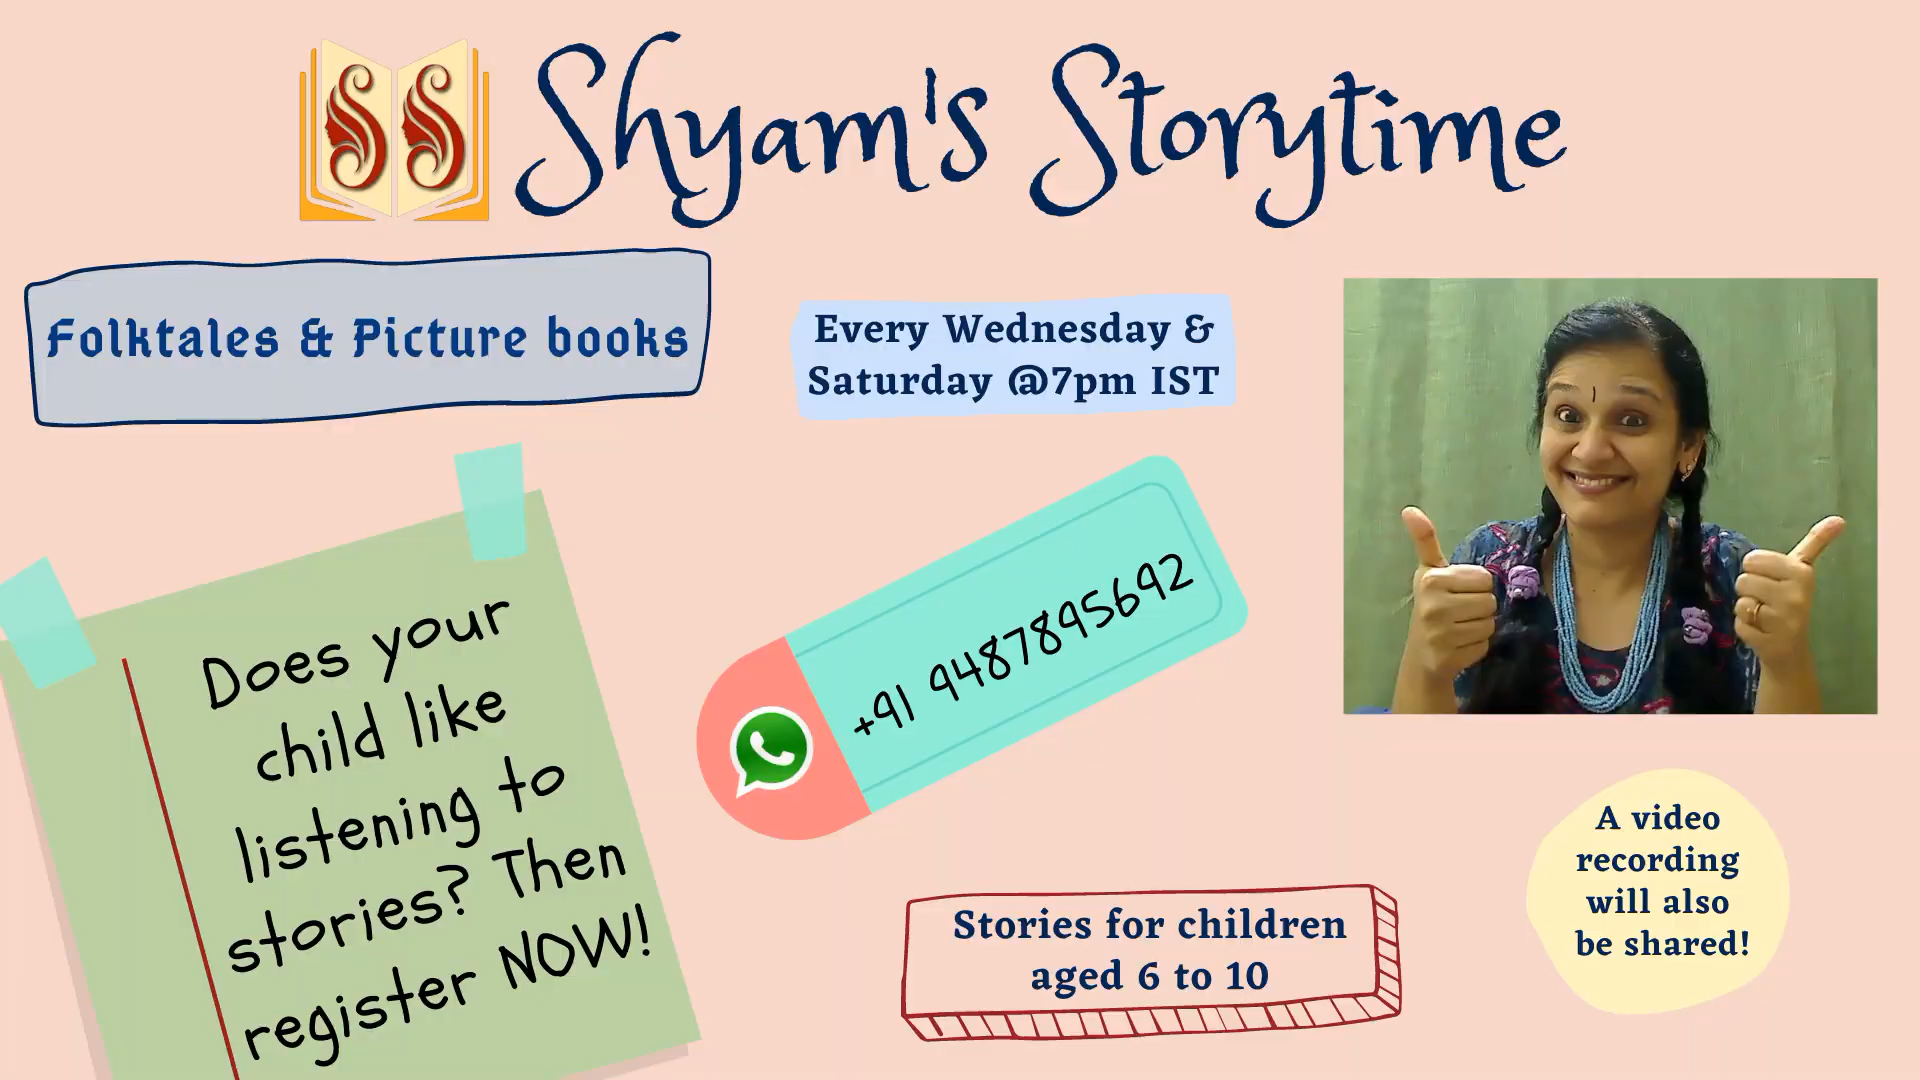 SS
Shyam's Storytime
Folktales & Picture books
Every Wednesday &
Saturday @7pm IST
Does your
child like
listening to
stories? Then
register NOW!
+91 9487895692
Stories for children
aged 6 to 10
A video
recording
will also
be shared!